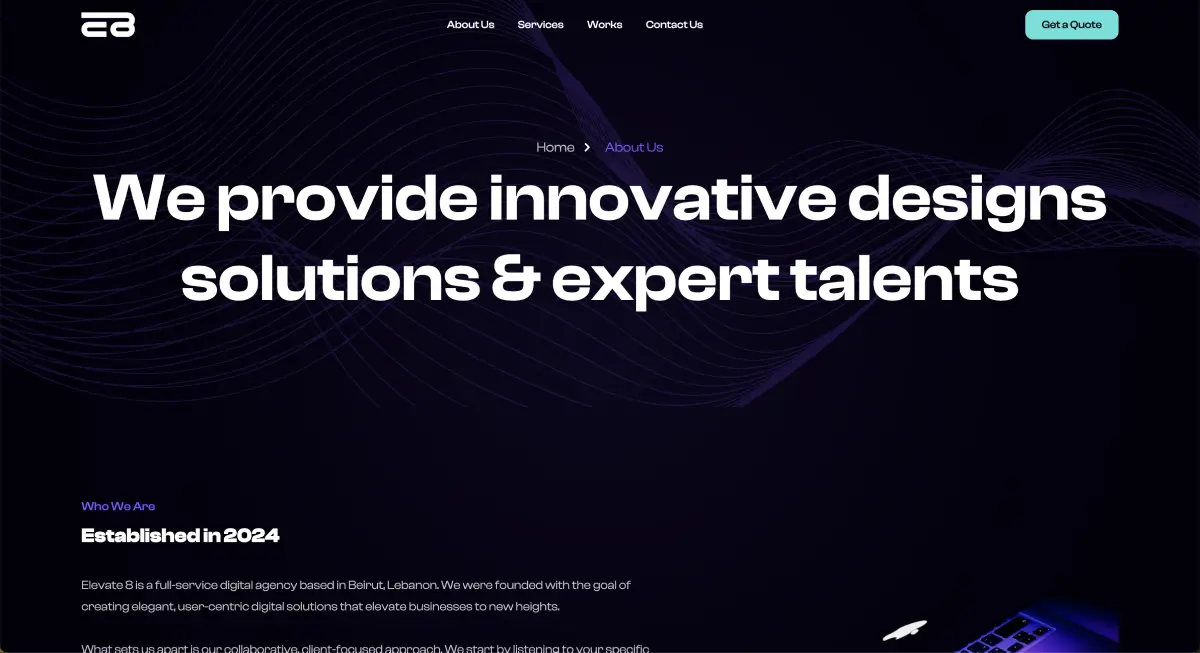 E8
About Us Services Works Contact Us Get a Quote
Home > About Us
We provide innovative designs
solutions & expert talents
Who We Are
Established in 2024
Elevate 8 is a full-service digital agency based in Beirut, Lebanon. We were founded with the goal of
creating elegant, user-centric digital solutions that elevate businesses to new heights.
What sets us apart is our collaborative, client-focused approach. We start by listening to your specific